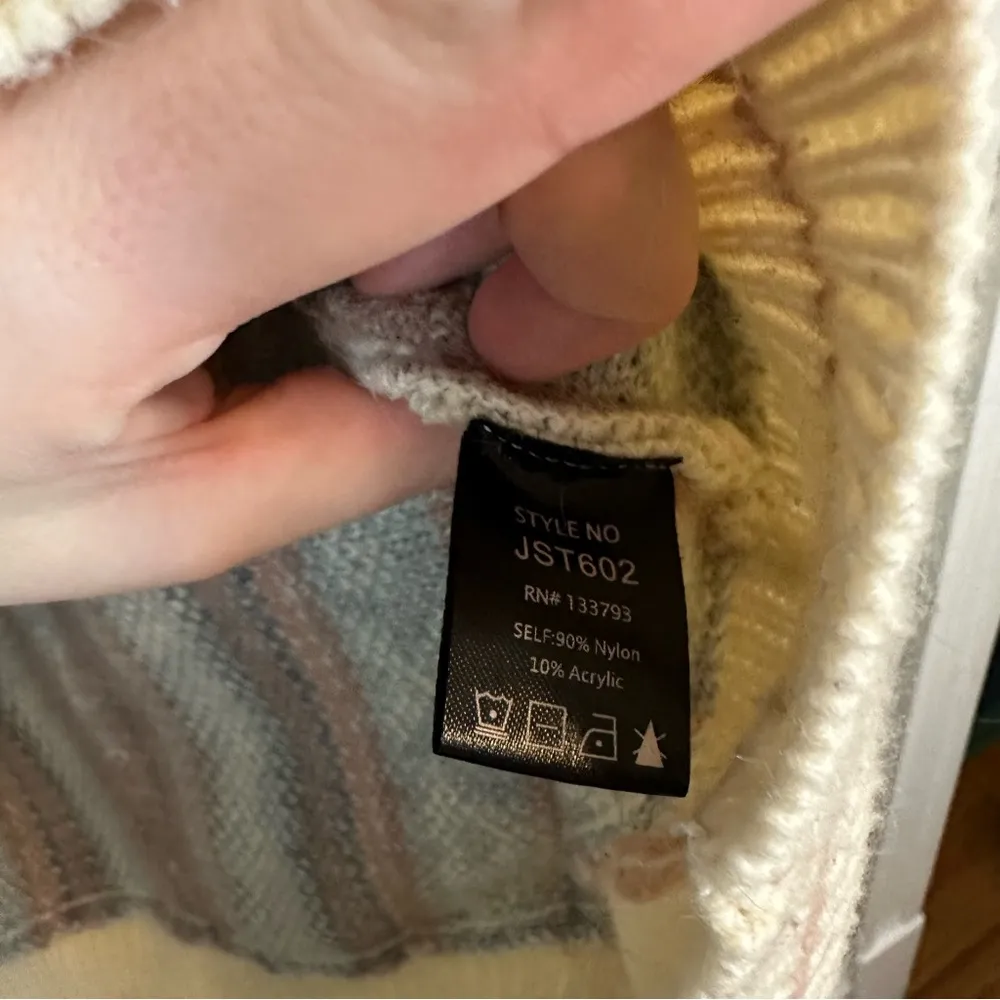 STYLE NO
JST602
RN# 133793
SELF:90% Nylon
10% Acrylic